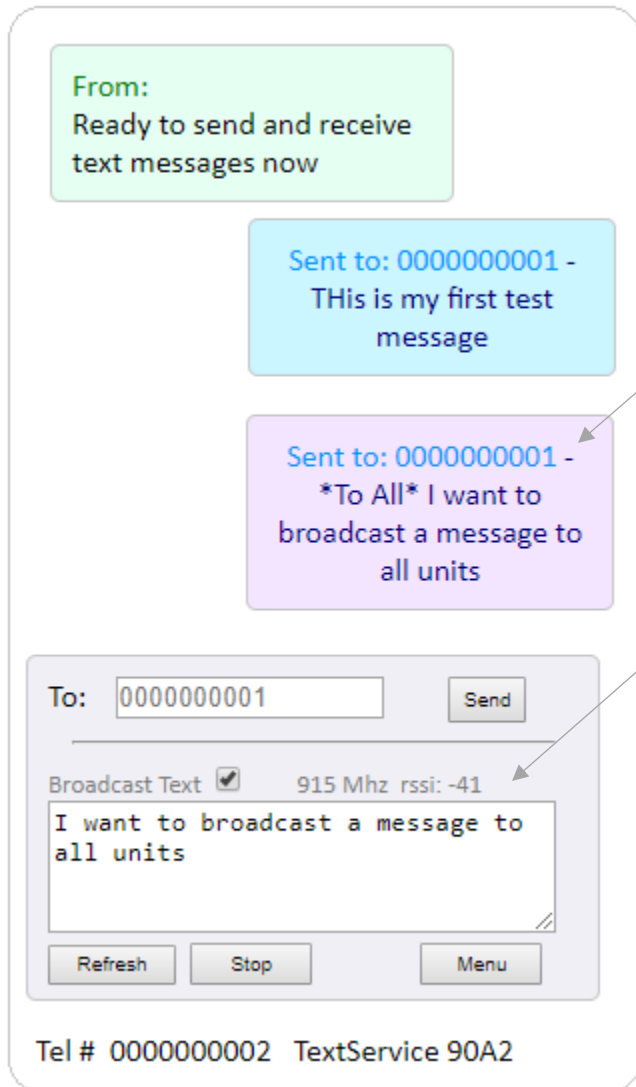 From:
Ready to send and receive
text messages now
Sent to: 0000000001 -
THis is my first test
message
Sent to: 0000000001 -
*To All* I want to
broadcast a message to
all units
To: 0000000001 Send
Broadcast Text 915 Mhz rssi: -41
I want to broadcast a message to
all units
Refresh Stop Menu
Tel # 0000000002 TextService 90A2